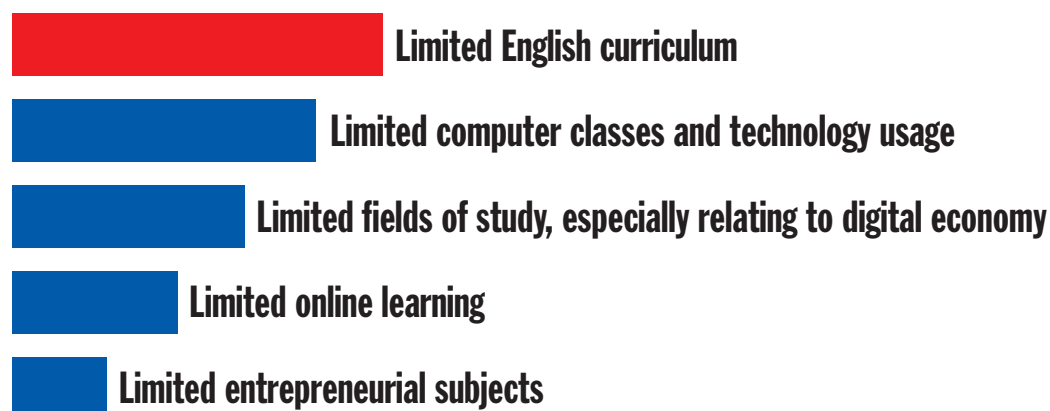 Limited English curriculum
Limited computer classes and technology usage
Limited fields of study, especially relating to digital economy
Limited online learning
Limited entrepreneurial subjects